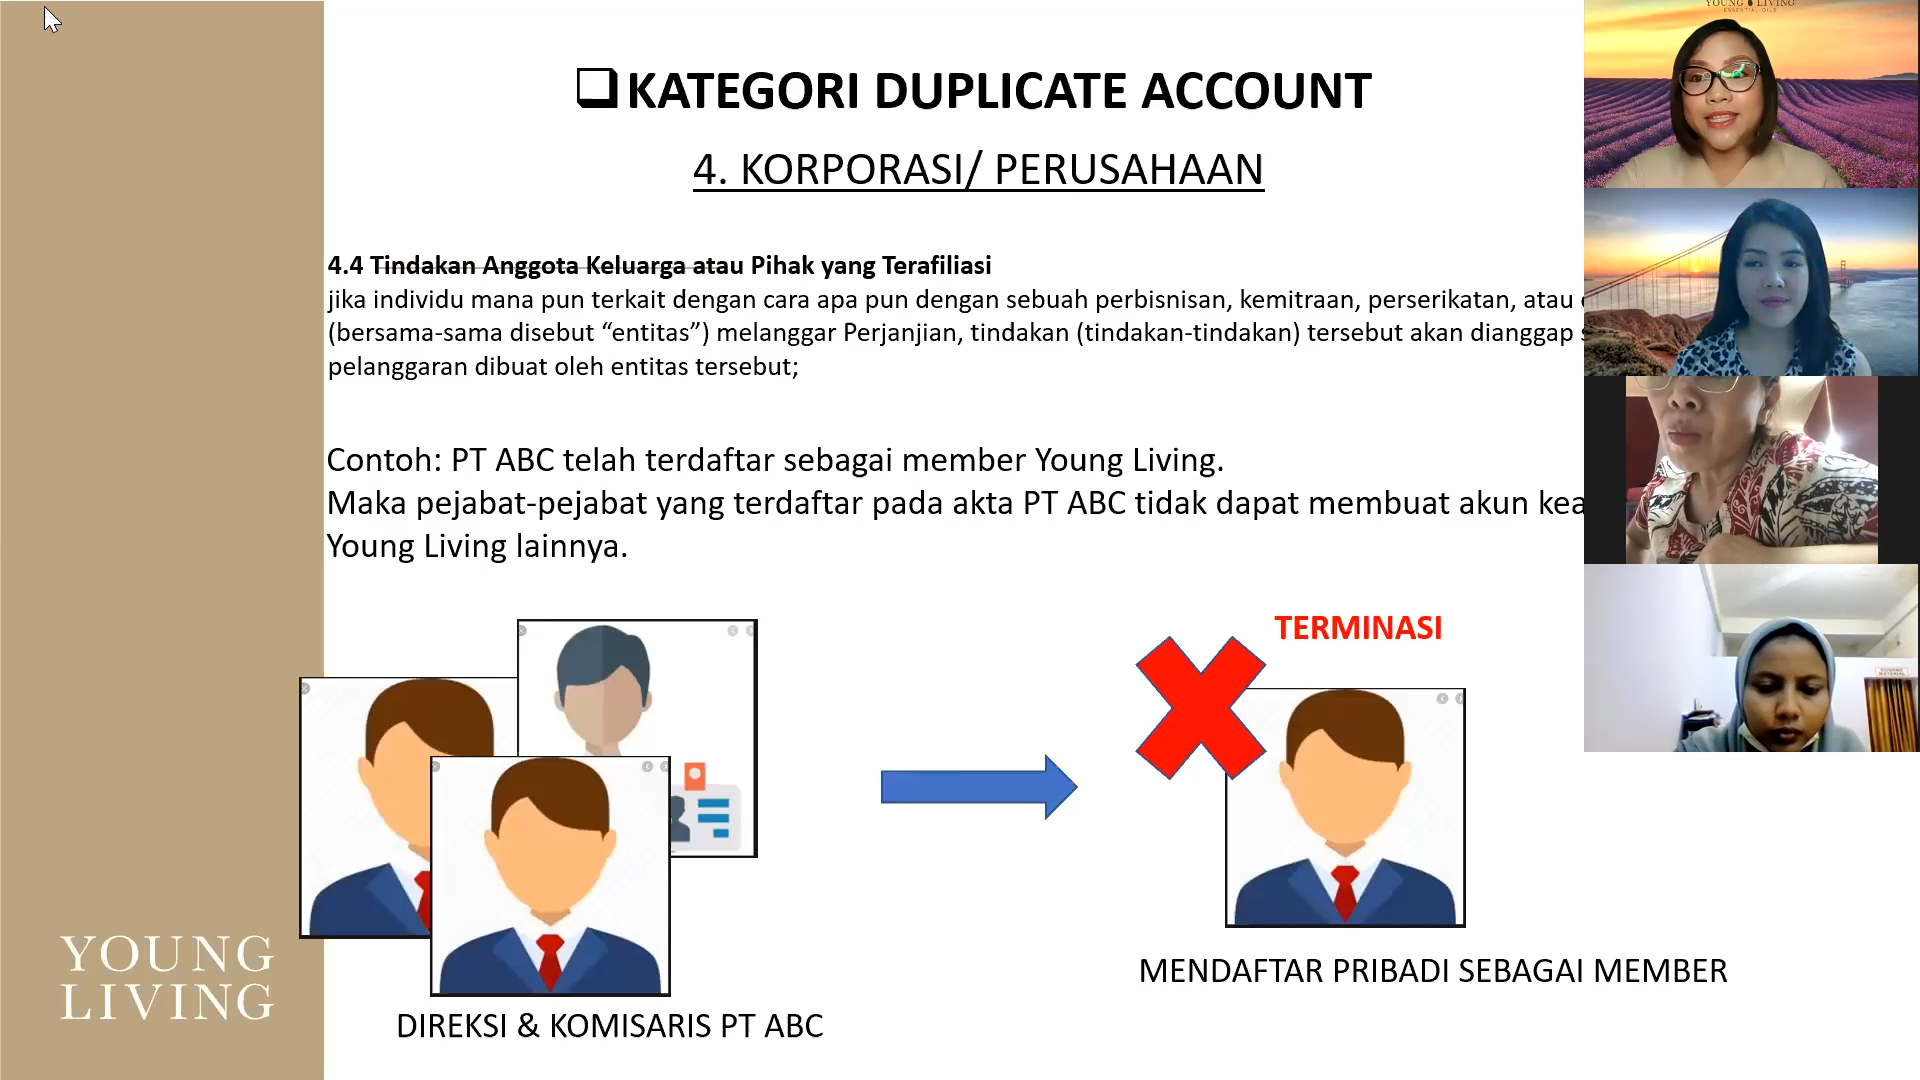 KATEGORI DUPLICATE ACCOUNT
4. KORPORASI/ PERUSAHAAN
4.4 Tindakan Anggota Keluarga atau Pihak yang Terafiliasi
jika individu mana pun terkait dengan cara apa pun dengan sebuah perbisnisan, kemitraan, perserikatan, atau
(bersama-sama disebut “entitas”) melanggar Perjanjian, tindakan (tindakan-tindakan) tersebut akan dianggap
pelanggaran dibuat oleh entitas tersebut;
Contoh: PT ABC telah terdaftar sebagai member Young Living.
Maka pejabat-pejabat yang terdaftar pada akta PT ABC tidak dapat membuat akun
Young Living lainnya.
TERMINASI
DIREKSI & KOMISARIS PT ABC
MENDAFTAR PRIBADI SEBAGAI MEMBER
YOUNG
LIVING
YOUNG LIVING
ESSENTIAL OILS